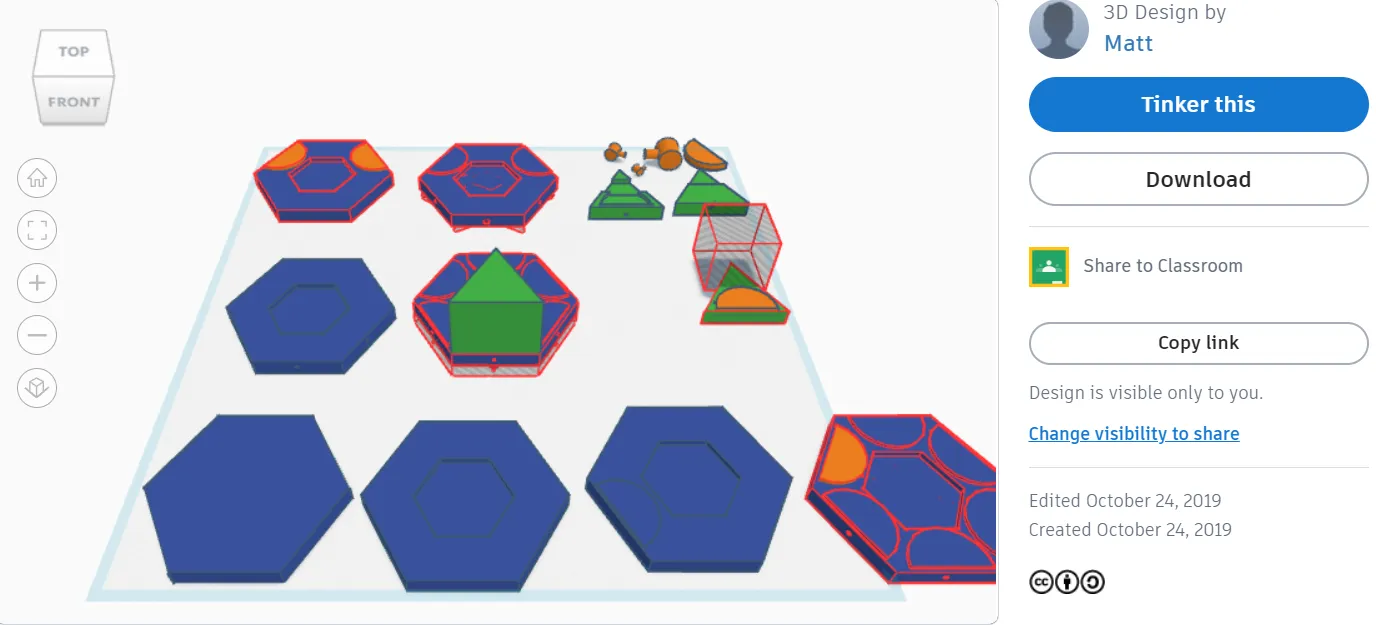 TOP
FRONT
3D Design by
Matt
Tinker this
Download
Share to Classroom
Copy link
Design is visible only to you.
Change visibility to share
Edited October 24, 2019
Created October 24, 2019
cc